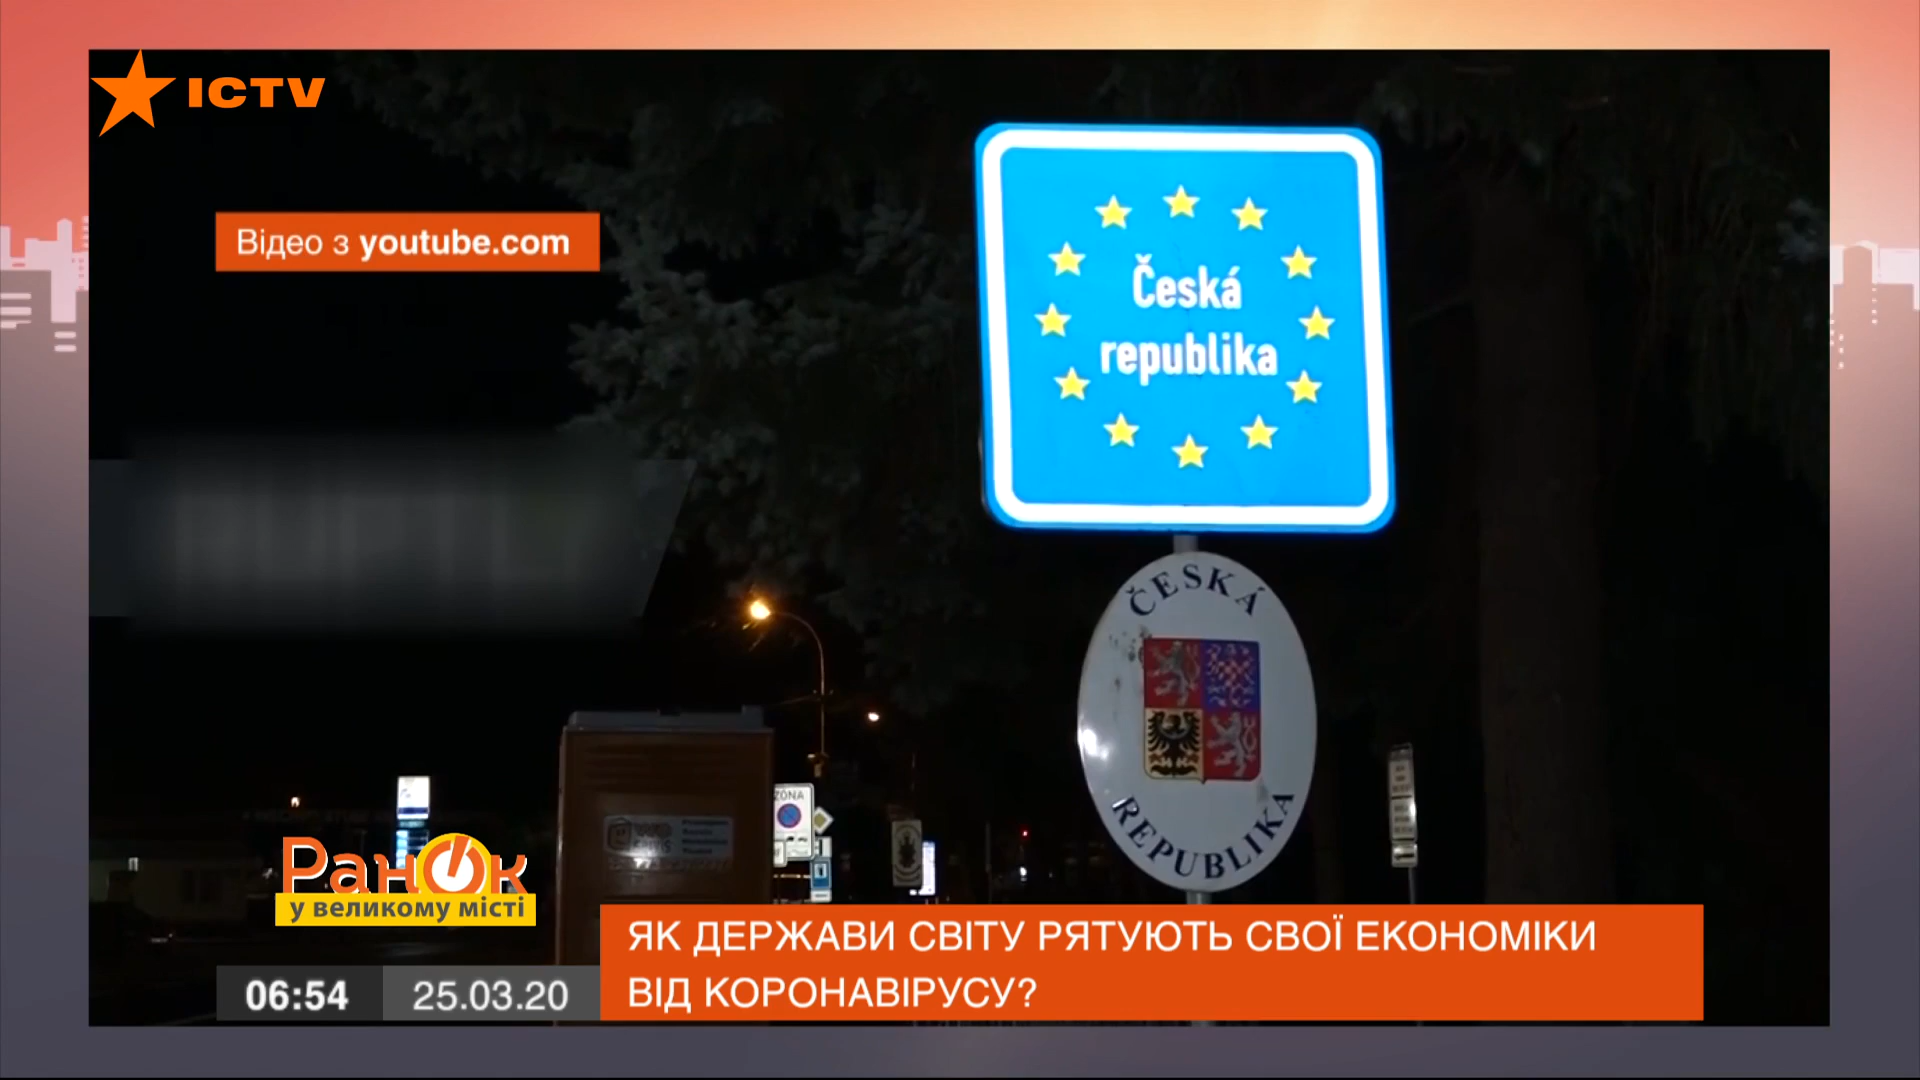 ICTV
Відео з youtube.com
Česká
republika
ČESKÁ
REPUBLIKA
ZÓNA
Ранок
у великому місті
ЯК ДЕРЖАВИ СВІТУ РЯТУЮТЬ СВОЇ ЕКОНОМІКИ
ВІД КОРОНАВІРУСУ?
06:54
25.03.20